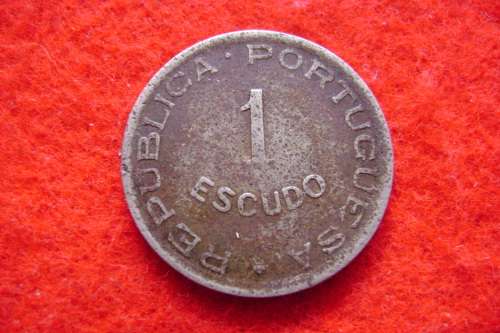 REPUBLICA · PORTUGUESA ·
1
ESCUDO